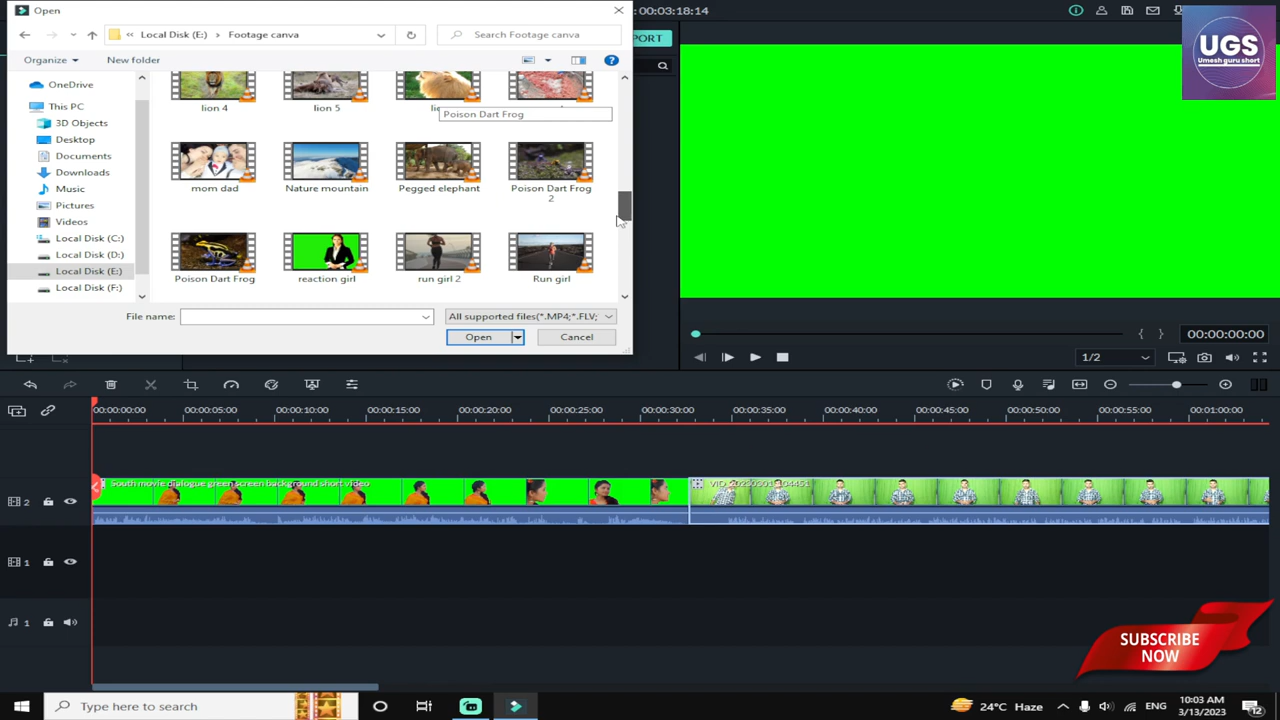 Open
00:03:18:14
Local Disk (E:) › Footage canva
Search Footage canva
PORT
UGS
Umesh guru short
Organize
New folder
OneDrive
This PC
3D Objects
Desktop
Documents
Downloads
Music
Pictures
Videos
Local Disk (C:)
Local Disk (D:)
Local Disk (E:)
Local Disk (F:)
lion 4
lion 5
Poison Dart Frog
mom dad
Nature mountain
Pegged elephant
Poison Dart Frog
2
Poison Dart Frog
reaction girl
run girl 2
Run girl
File name:
All supported files(*.MP4;*.FLV;
Open
Cancel
00:00:00:00
1/2
00:00:00:00
00:00:05:00
00:00:10:00
00:00:15:00
00:00:20:00
00:00:25:00
00:00:30:00
00:00:35:00
00:00:40:00
00:00:45:00
00:00:50:00
00:00:55:00
00:01:00:00
South movie dialogue green screen background short video
2
1
1
SUBSCRIBE
NOW
Type here to search
24°C Haze
ENG
10:03 AM
3/13/2023
12